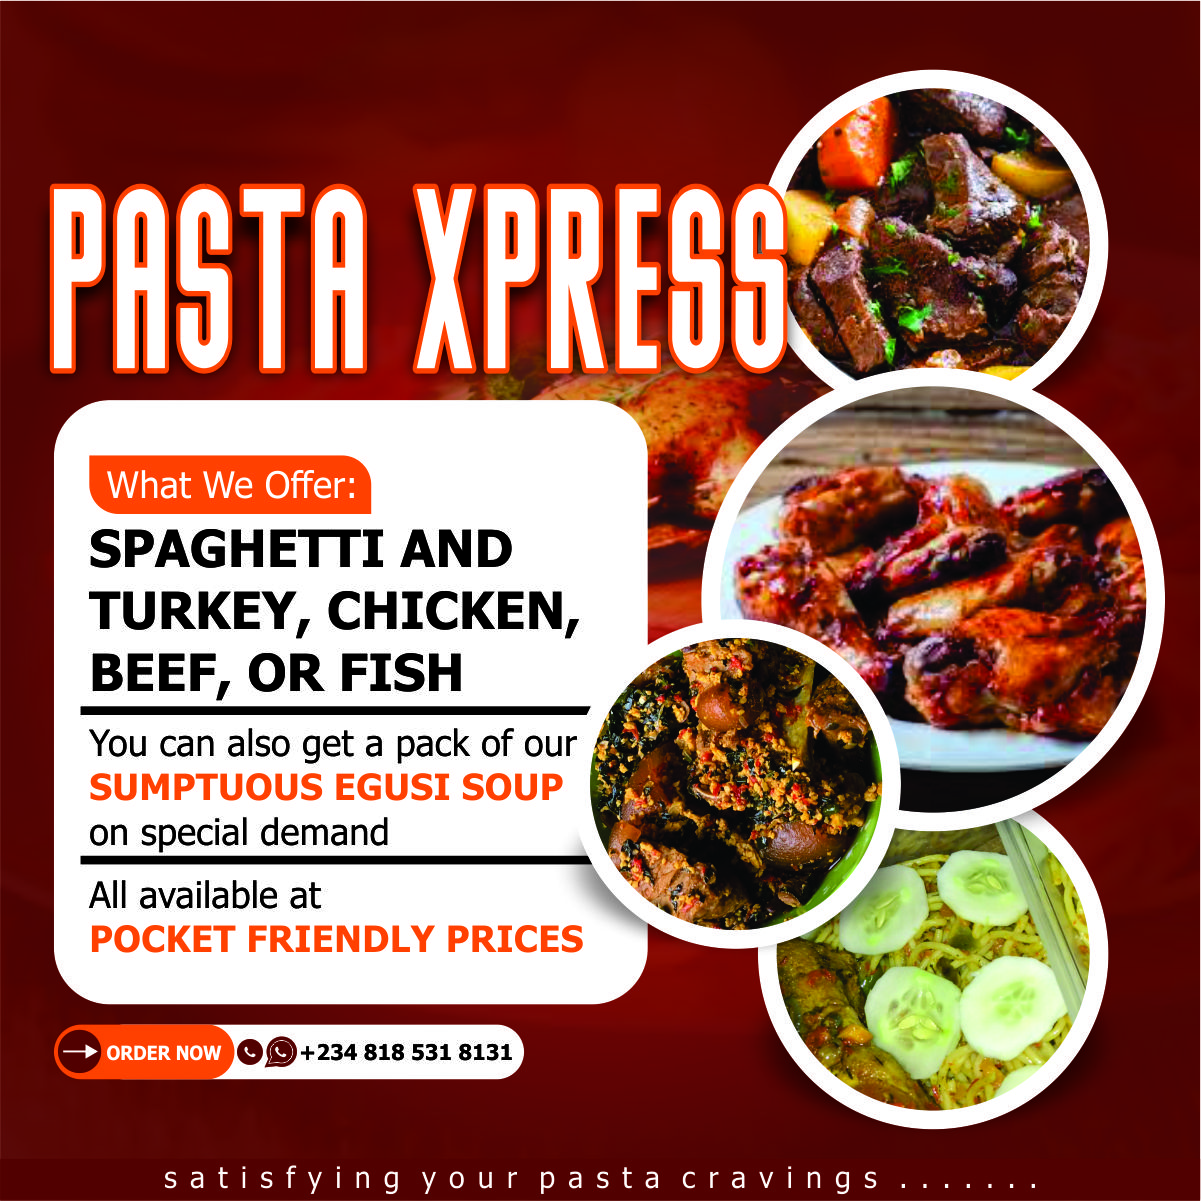 PASTA XPRESS
What We Offer:
SPAGHETTI AND
TURKEY, CHICKEN,
BEEF, OR FISH
You can also get a pack of our
SUMPTUOUS EGUSI SOUP
on special demand
All available at
POCKET FRIENDLY PRICES
ORDER NOW +234 818 531 8131
satisfying your pasta cravings .......